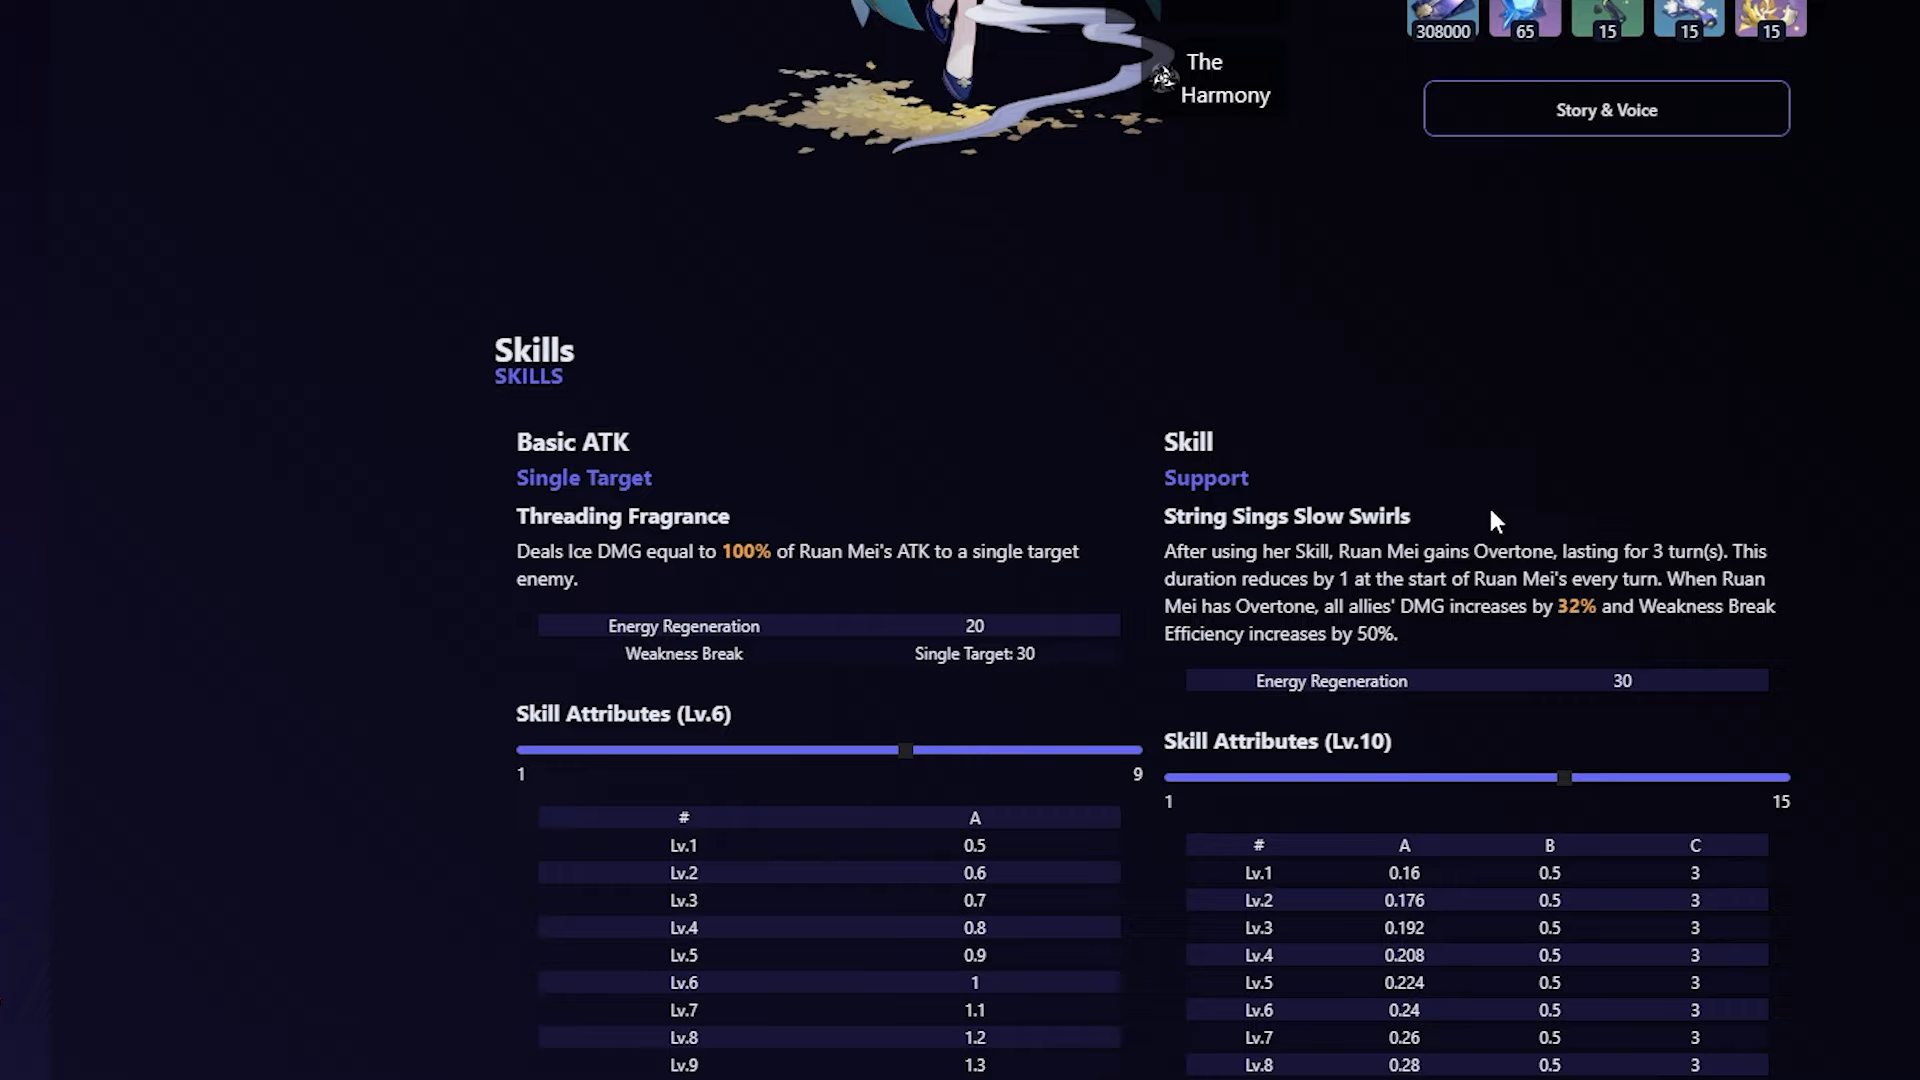 308000
65
15
15
15
The
Harmony
Story & Voice
Skills
SKILLS
Basic ATK
Single Target
Threading Fragrance
Deals Ice DMG equal to 100% of Ruan Mei's ATK to a single target
enemy.
Energy Regeneration 20
Weakness Break Single Target: 30
Skill Attributes (Lv.6)
1 9
# A
Lv.1 0.5
Lv.2 0.6
Lv.3 0.7
Lv.4 0.8
Lv.5 0.9
Lv.6 1
Lv.7 1.1
Lv.8 1.2
Lv.9 1.3
Skill
Support
String Sings Slow Swirls
After using her Skill, Ruan Mei gains Overtone, lasting for 3 turn(s). This
duration reduces by 1 at the start of Ruan Mei's every turn. When Ruan
Mei has Overtone, all allies' DMG increases by 32% and Weakness Break
Efficiency increases by 50%.
Energy Regeneration 30
Skill Attributes (Lv.10)
1 15
# A B C
Lv.1 0.16 0.5 3
Lv.2 0.176 0.5 3
Lv.3 0.192 0.5 3
Lv.4 0.208 0.5 3
Lv.5 0.224 0.5 3
Lv.6 0.24 0.5 3
Lv.7 0.26 0.5 3
Lv.8 0.28 0.5 3